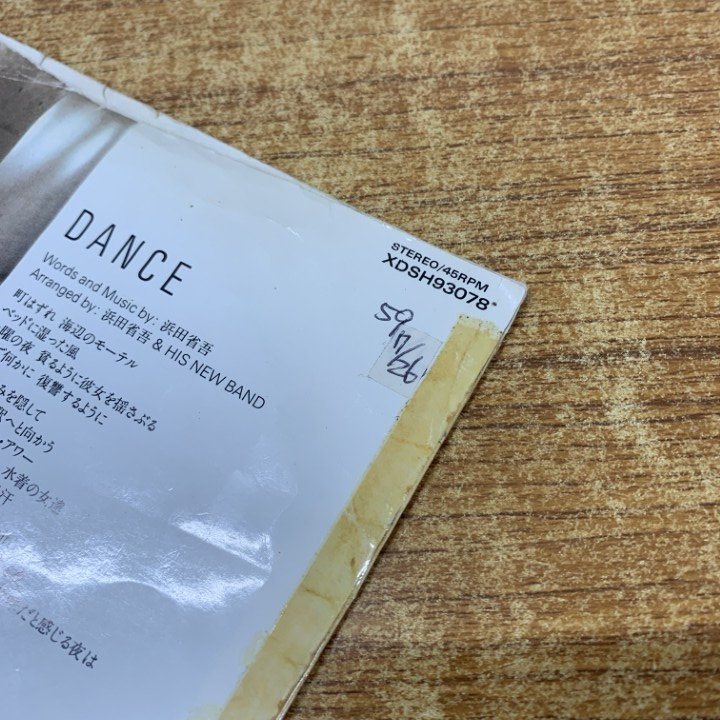 DANCE
Words and Music by: 浜田省吾
Arranged by: 浜田省吾 & HIS NEW BAND
町はずれ 海辺のモーテル
ベッドに湿った風
曜の夜 貪るように彼女を揺さぶる
何かに 復讐するように
みを隠して
へと向かう
・アワー
水着の女達
汗
だと感じる夜は
STEREO/45RPM
XDSH93078*
59
7/26